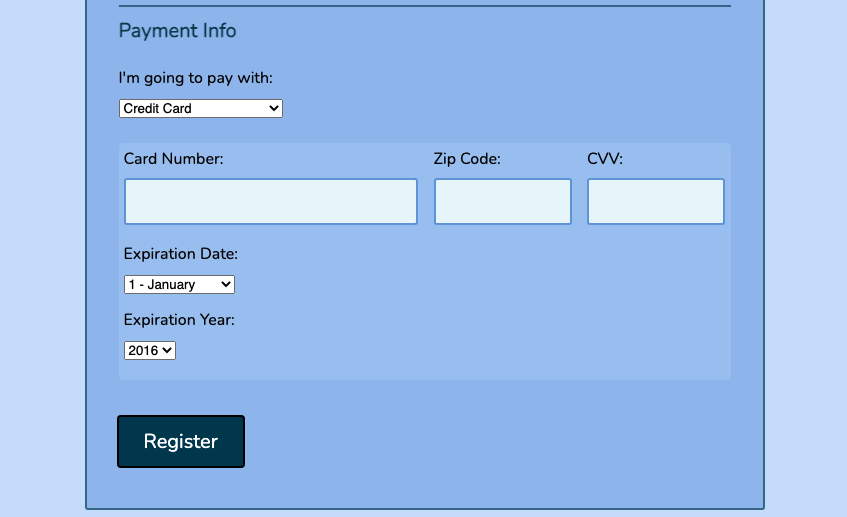 Payment Info
I'm going to pay with:
Credit Card
Card Number: Zip Code: CVV:
Expiration Date:
1 - January
Expiration Year:
2016
Register